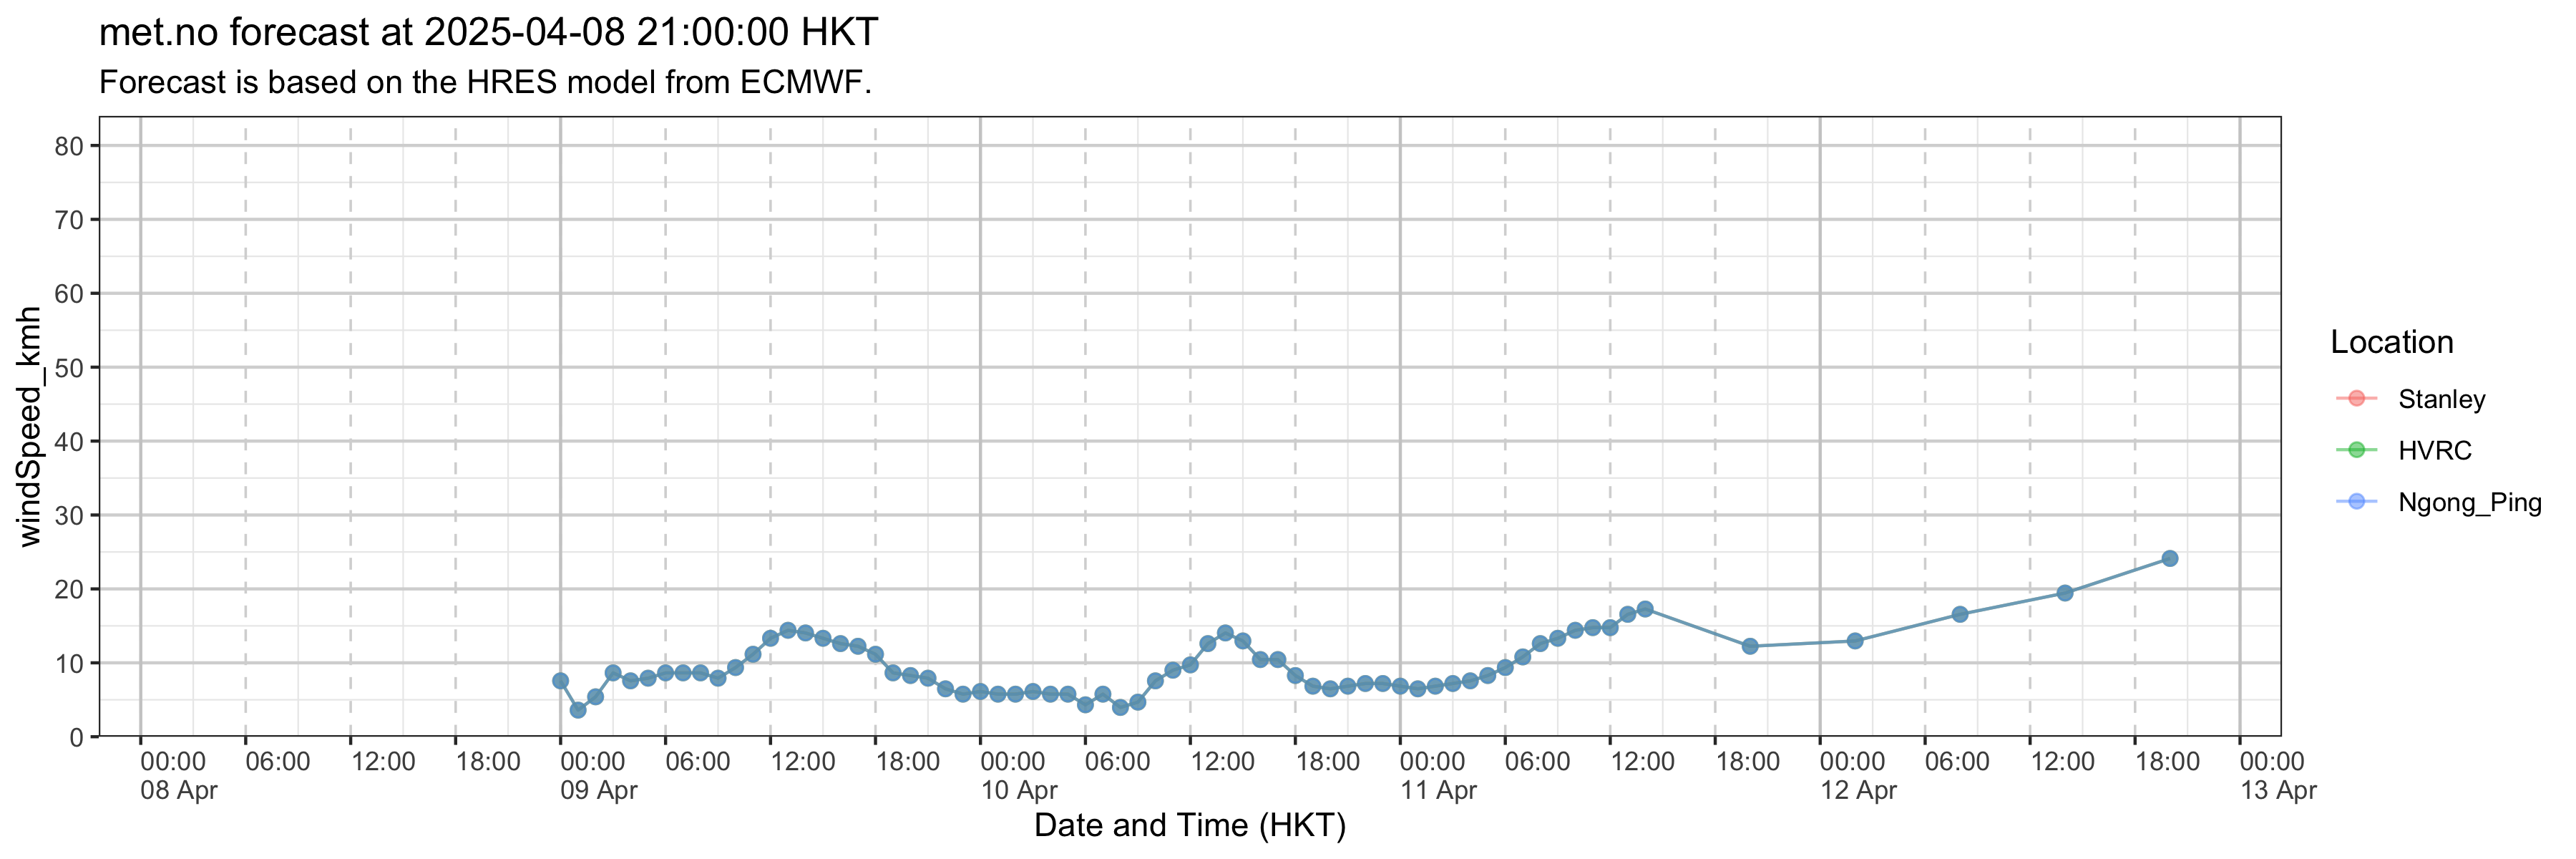 met.no forecast at 2025-04-08 21:00:00 HKT
Forecast is based on the HRES model from ECMWF.
windSpeed_kmh
80
70
60
50
40
30
20
10
0
00:00 06:00 12:00 18:00 00:00 06:00 12:00 18:00 00:00 06:00 12:00 18:00 00:00 06:00 12:00 18:00 00:00 06:00 12:00 18:00 00:00
08 Apr 09 Apr 10 Apr 11 Apr 12 Apr 13 Apr
Date and Time (HKT)
Location
Stanley
HVRC
Ngong_Ping